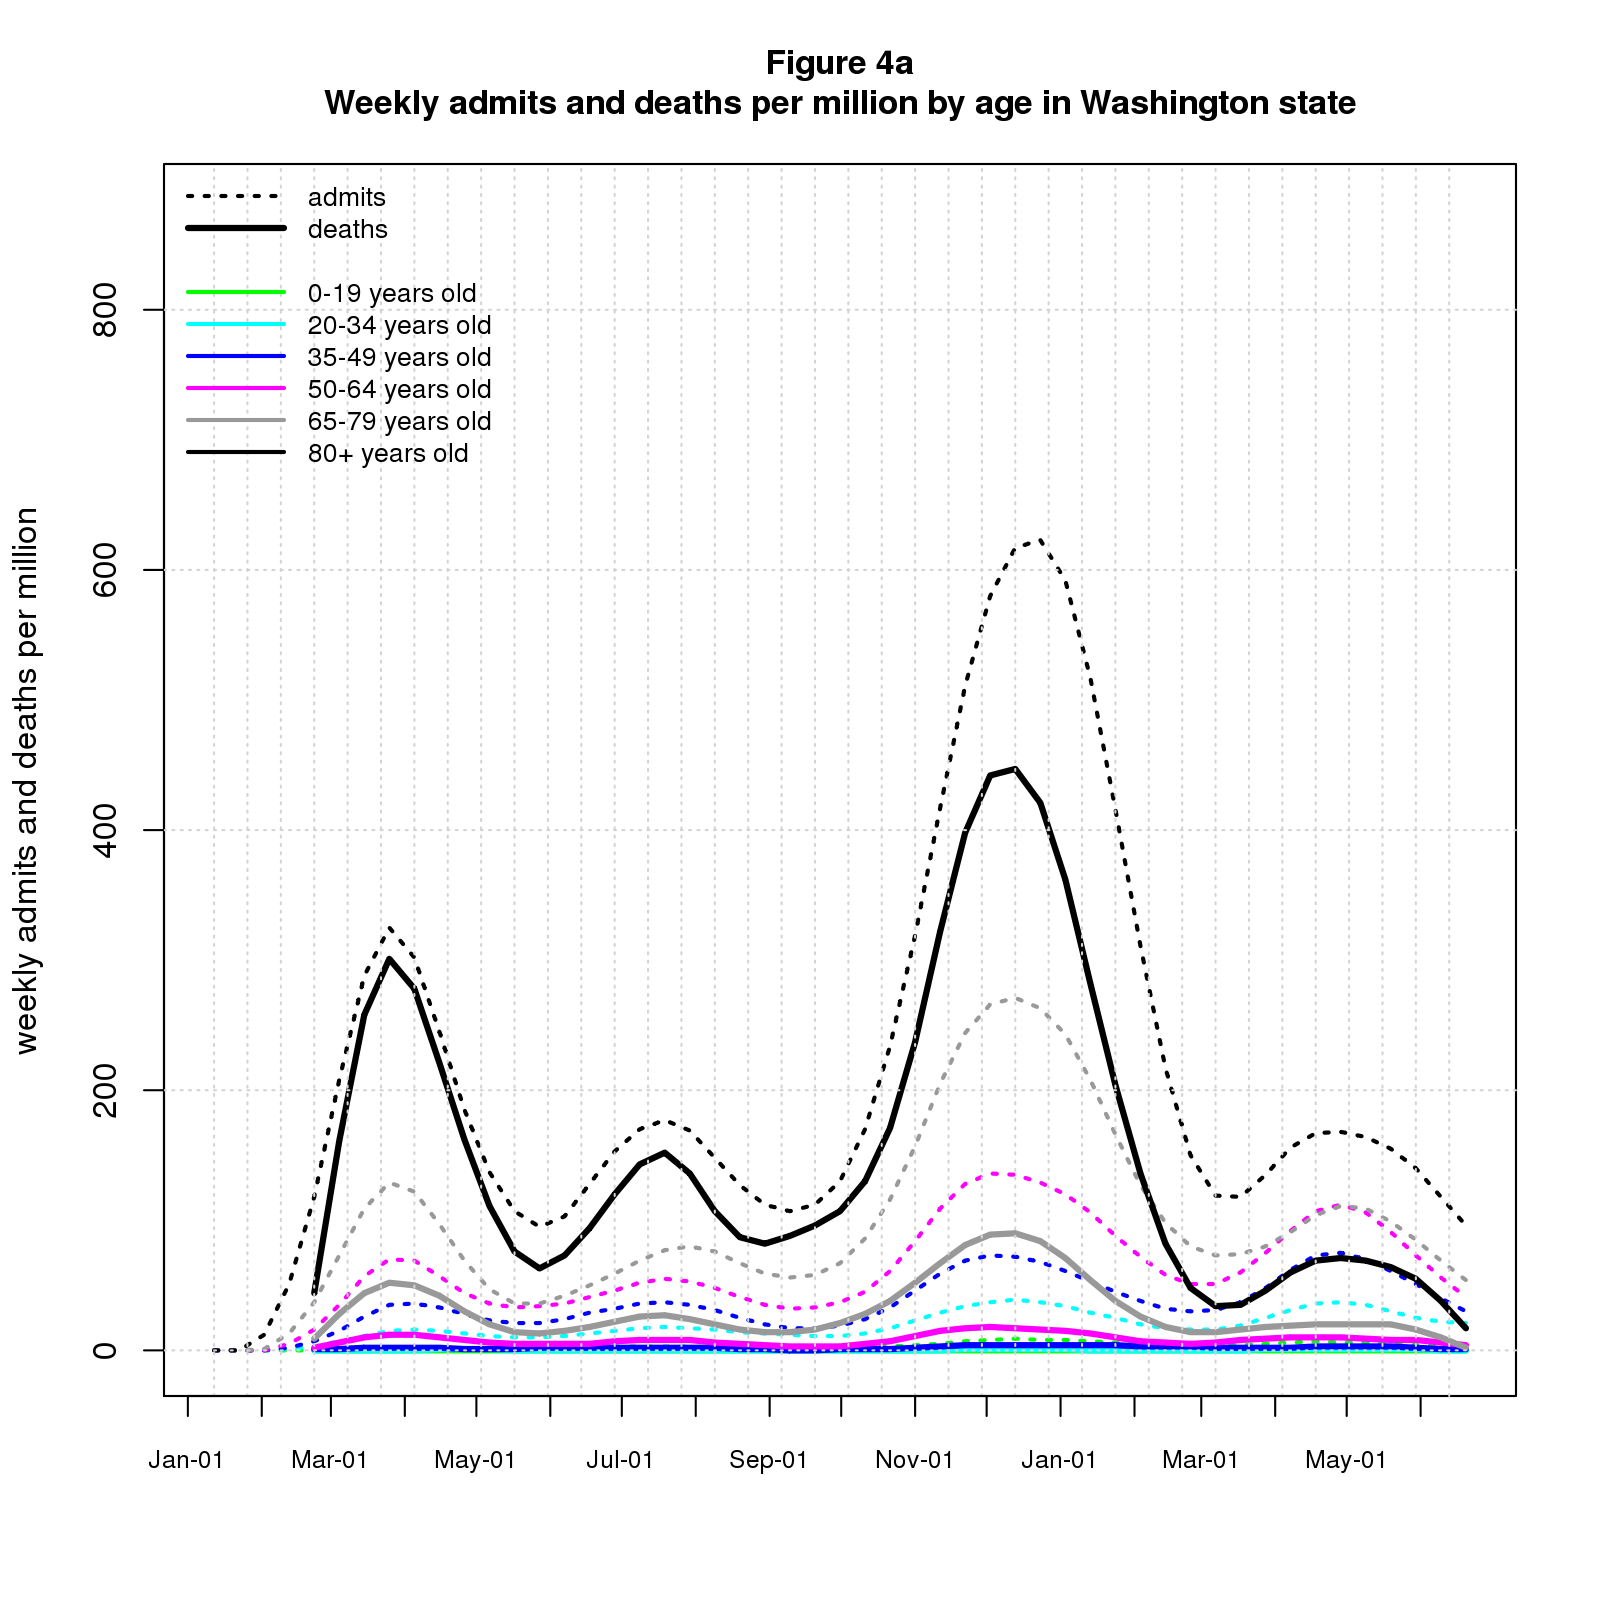 Figure 4a
Weekly admits and deaths per million by age in Washington state
admits
deaths
0-19 years old
20-34 years old
35-49 years old
50-64 years old
65-79 years old
80+ years old
weekly admits and deaths per million
800
600
400
200
0
Jan-01 Mar-01 May-01 Jul-01 Sep-01 Nov-01 Jan-01 Mar-01 May-01